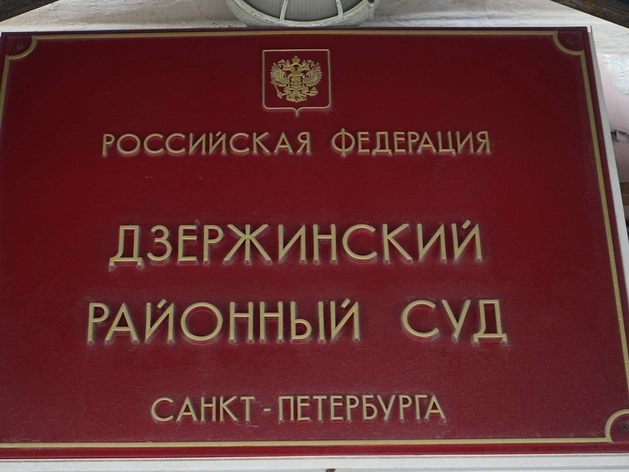 РОССИЙСКАЯ ФЕДЕРАЦИЯ
ДЗЕРЖИНСКИЙ
РАЙОННЫЙ СУД
САНКТ-ПЕТЕРБУРГА